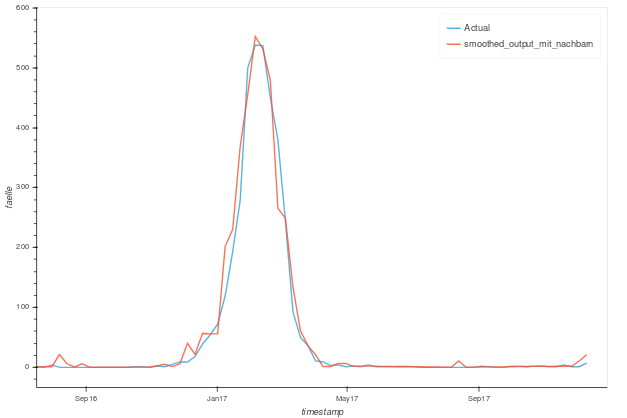 600
500
400
300
200
100
0
faelle
Actual
smoothed_output_mit_nachbarn
Sep16
Jan17
May17
Sep17
timestamp